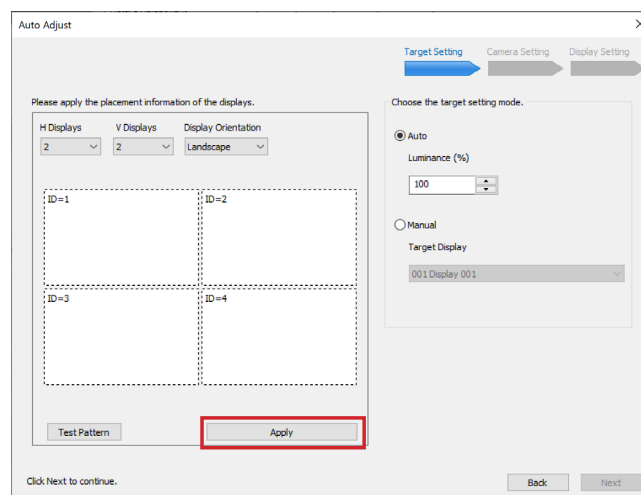 Auto Adjust
Target Setting
Camera Setting
Display Setting
Please apply the placement information of the displays.
H Displays
V Displays
Display Orientation
2
2
Landscape
ID=1
ID=2
ID=3
ID=4
Test Pattern
Apply
Choose the target setting mode.
Auto
Luminance (%)
100
Manual
Target Display
001 Display 001
Click Next to continue.
Back
Next